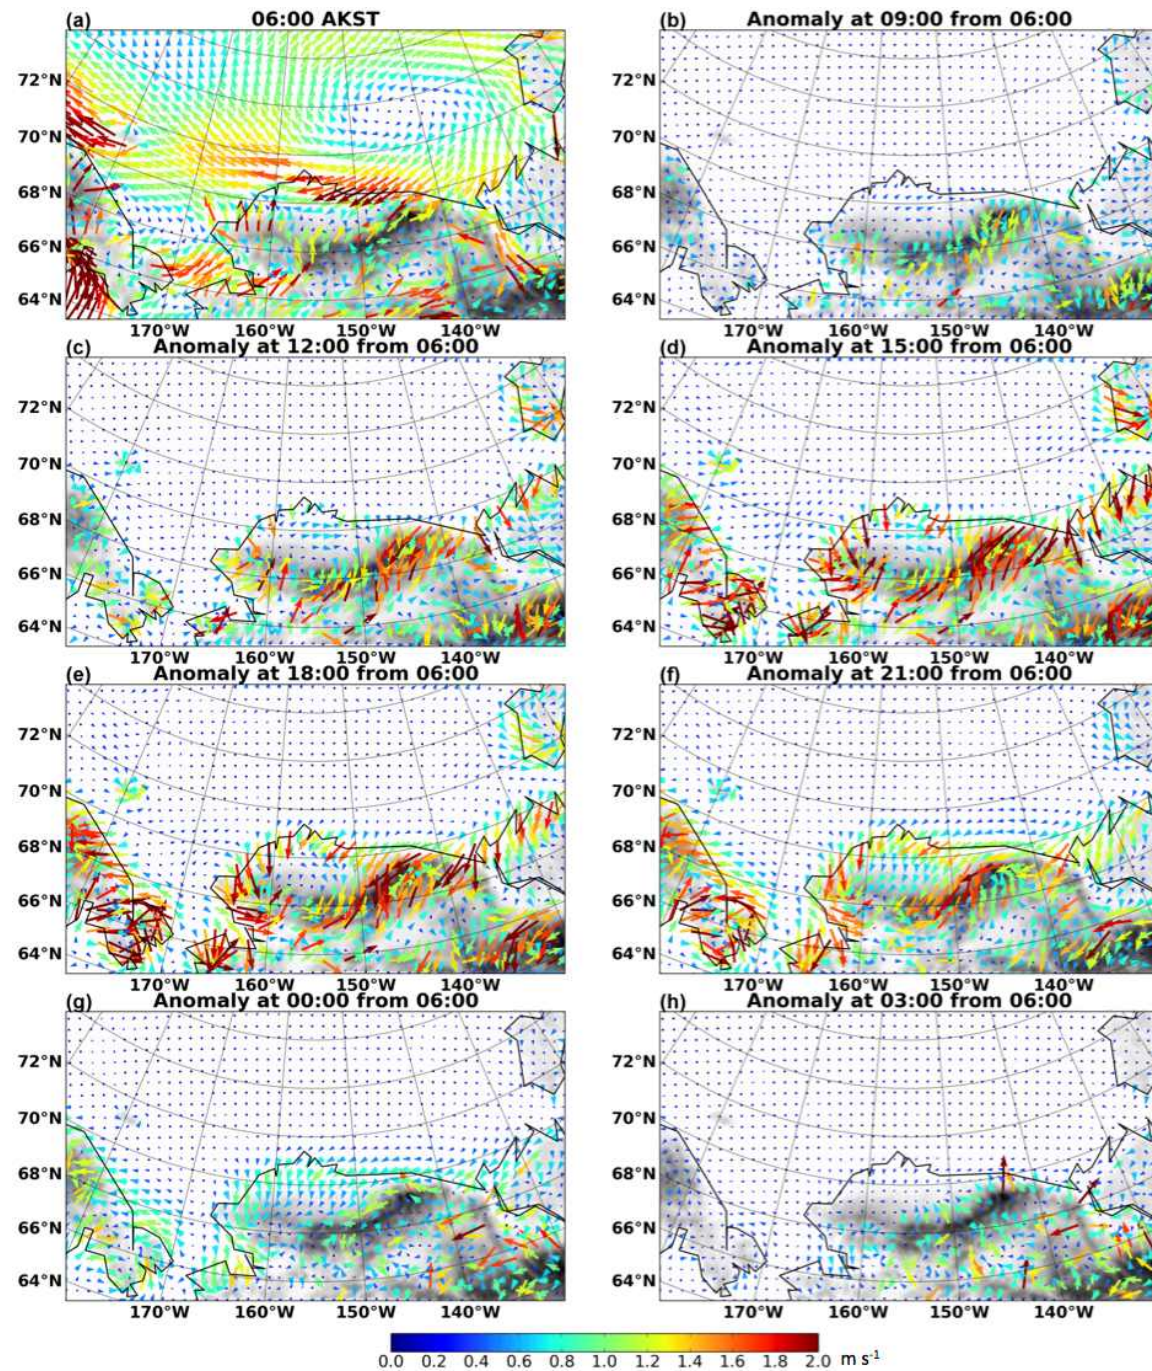 (a) 06:00 AKST
(b) Anomaly at 09:00 from 06:00
72°N
70°N
68°N
66°N
64°N
170°W 160°W 150°W 140°W
72°N
70°N
68°N
66°N
64°N
170°W 160°W 150°W 140°W
(c) Anomaly at 12:00 from 06:00
(d) Anomaly at 15:00 from 06:00
72°N
70°N
68°N
66°N
64°N
170°W 160°W 150°W 140°W
72°N
70°N
68°N
66°N
64°N
170°W 160°W 150°W 140°W
(e) Anomaly at 18:00 from 06:00
(f) Anomaly at 21:00 from 06:00
72°N
70°N
68°N
66°N
64°N
170°W 160°W 150°W 140°W
72°N
70°N
68°N
66°N
64°N
170°W 160°W 150°W 140°W
(g) Anomaly at 00:00 from 06:00
(h) Anomaly at 03:00 from 06:00
72°N
70°N
68°N
66°N
64°N
170°W 160°W 150°W 140°W
72°N
70°N
68°N
66°N
64°N
170°W 160°W 150°W 140°W
0.0 0.2 0.4 0.6 0.8 1.0 1.2 1.4 1.6 1.8 2.0 m s⁻¹